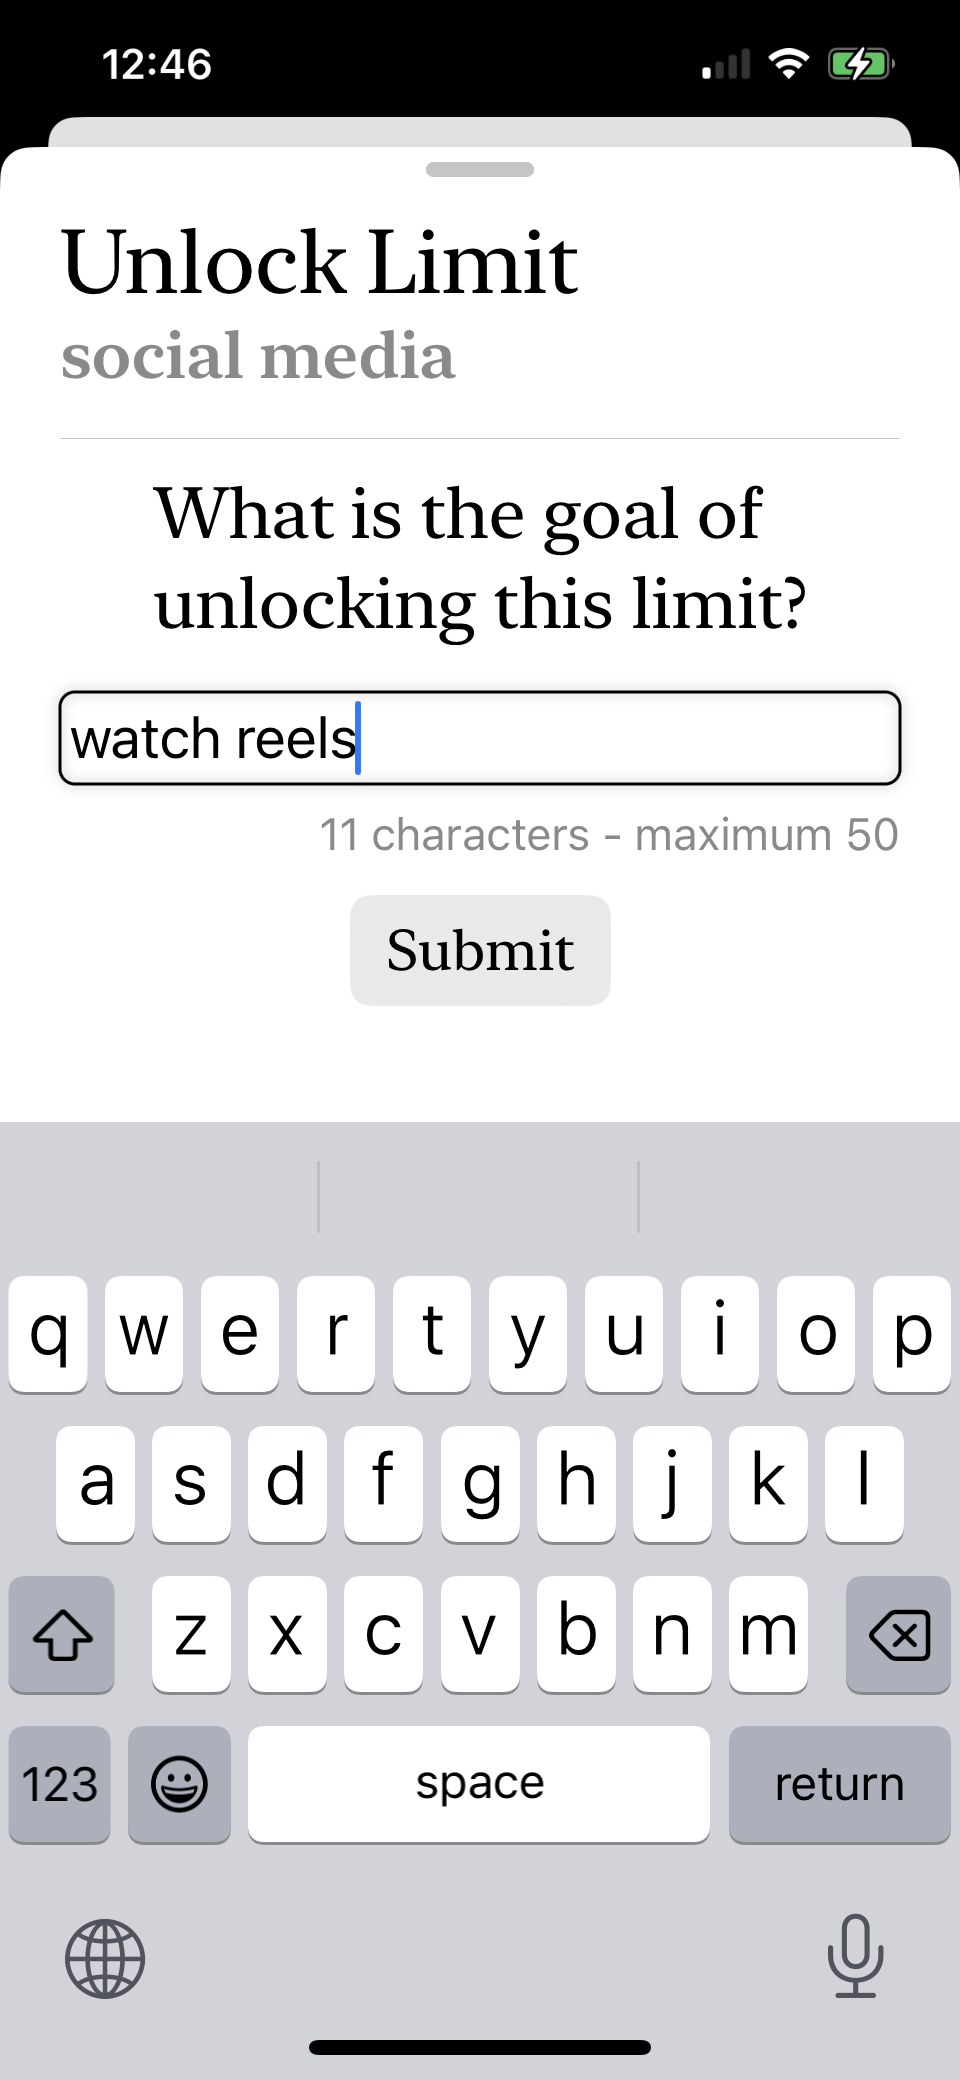 12:46
Unlock Limit
social media
What is the goal of
unlocking this limit?
watch reels
11 characters - maximum 50
Submit
q w e r t y u i o p
a s d f g h j k l
z x c v b n m
123 space return